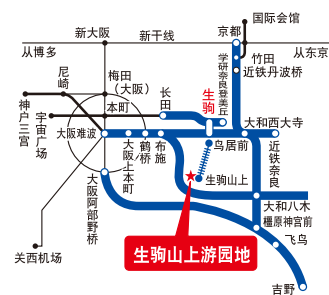 国际会馆
新大阪
新干线
京都
从博多
从东京
竹田
近铁丹波桥
学研奈良登美丘
尼崎
梅田
（大阪）
神户三宫
宇宙广场
本町
长田
生驹
大和西大寺
大阪难波
大阪上本町
鹤桥
布施
鸟居前
近铁奈良
生驹山上
大阪阿部野桥
大和八木
橿原神宫前
飞鸟
关西机场
生驹山上游园地
吉野